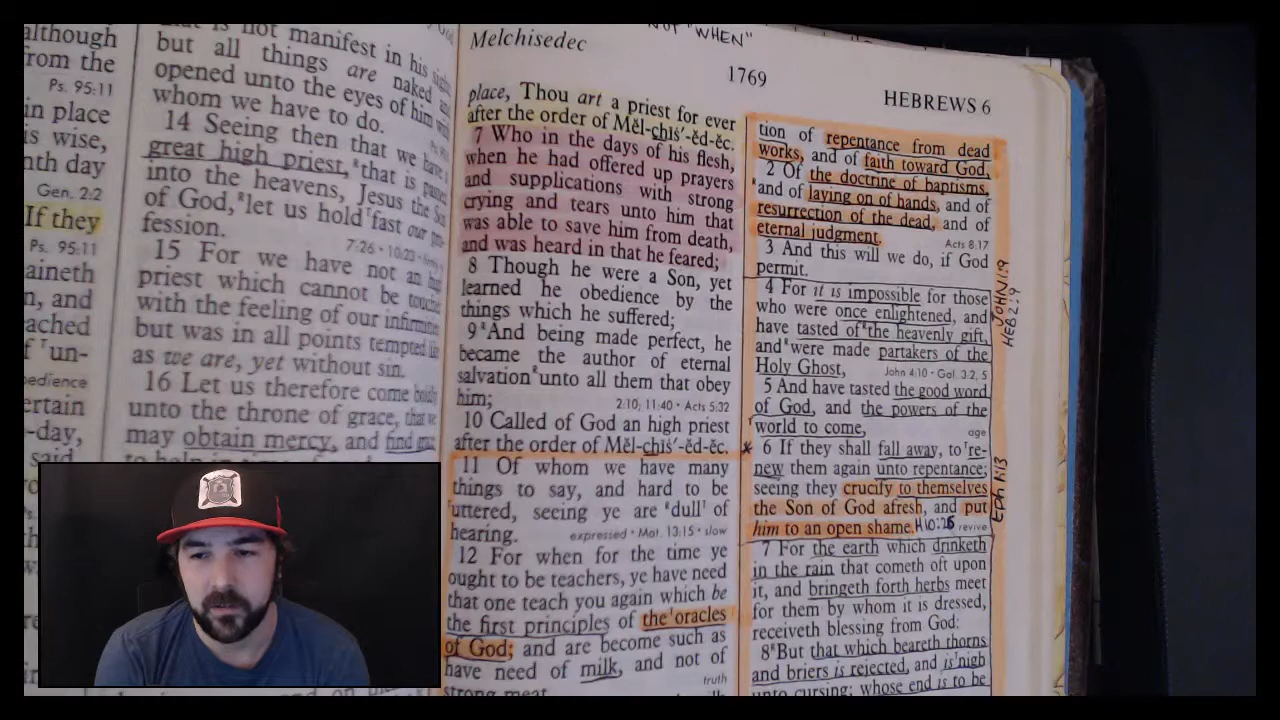 although
from the
Ps. 95:11
in place
is wise,
nth day
Gen. 2:2
If they
Ps. 95:11
aineth
n, and
ached
f 'un-
edience
ertain
-day,
said,
that is not manifest in his sight
but all things are naked
opened unto the eyes of him
whom we have to do.
14 Seeing then that we have
great high priest, that is passed
into the heavens, Jesus the Son
of God, let us hold fast our
fession.
7:26 • 10:23
15 For we have not an high
priest which cannot be touched
with the feeling of our infirmities
but was in all points tempted
as we are, yet without sin.
16 Let us therefore come boldly
unto the throne of grace, that we
may obtain mercy, and find grace
NOT "WHEN"
Melchisedec
1769
HEBREWS 6
place, Thou art a priest for ever
after the order of Mĕl-chĭs´-ĕd-ĕc.
7 Who in the days of his flesh,
when he had offered up prayers
and supplications with strong
crying and tears unto him that
was able to save him from death,
and was heard in that he feared;
8 Though he were a Son, yet
learned he obedience by the
things which he suffered;
9 And being made perfect, he
became the author of eternal
salvation unto all them that obey
him;
2:10; 11:40 • Acts 5:32
10 Called of God an high priest
after the order of Mĕl-chĭs´-ĕd-ĕc.
11 Of whom we have many
things to say, and hard to be
uttered, seeing ye are dull of
hearing.
expressed • Mat. 13:15 • slow
12 For when for the time ye
ought to be teachers, ye have need
that one teach you again which be
the first principles of the oracles
of God; and are become such as
have need of milk, and not of
truth
strong meat.
tion of repentance from dead
works, and of faith toward God,
2 Of the doctrine of baptisms,
and of laying on of hands, and of
resurrection of the dead, and of
eternal judgment.
Acts 8:17
3 And this will we do, if God
permit.
4 For it is impossible for those
who were once enlightened, and
have tasted of the heavenly gift,
and were made partakers of the
Holy Ghost,
John 4:10 • Gal. 3:2, 5
5 And have tasted the good word
of God, and the powers of the
world to come,
age
6 If they shall fall away, to re-
new them again unto repentance;
seeing they crucify to themselves
the Son of God afresh, and put
him to an open shame.
H10:26
revive
7 For the earth which drinketh
in the rain that cometh oft upon
it, and bringeth forth herbs meet
for them by whom it is dressed,
receiveth blessing from God:
8 But that which beareth thorns
and briers is rejected, and is nigh
unto cursing; whose end is to be
JOHN 1:9
HEB 2:9
Eph 1:13